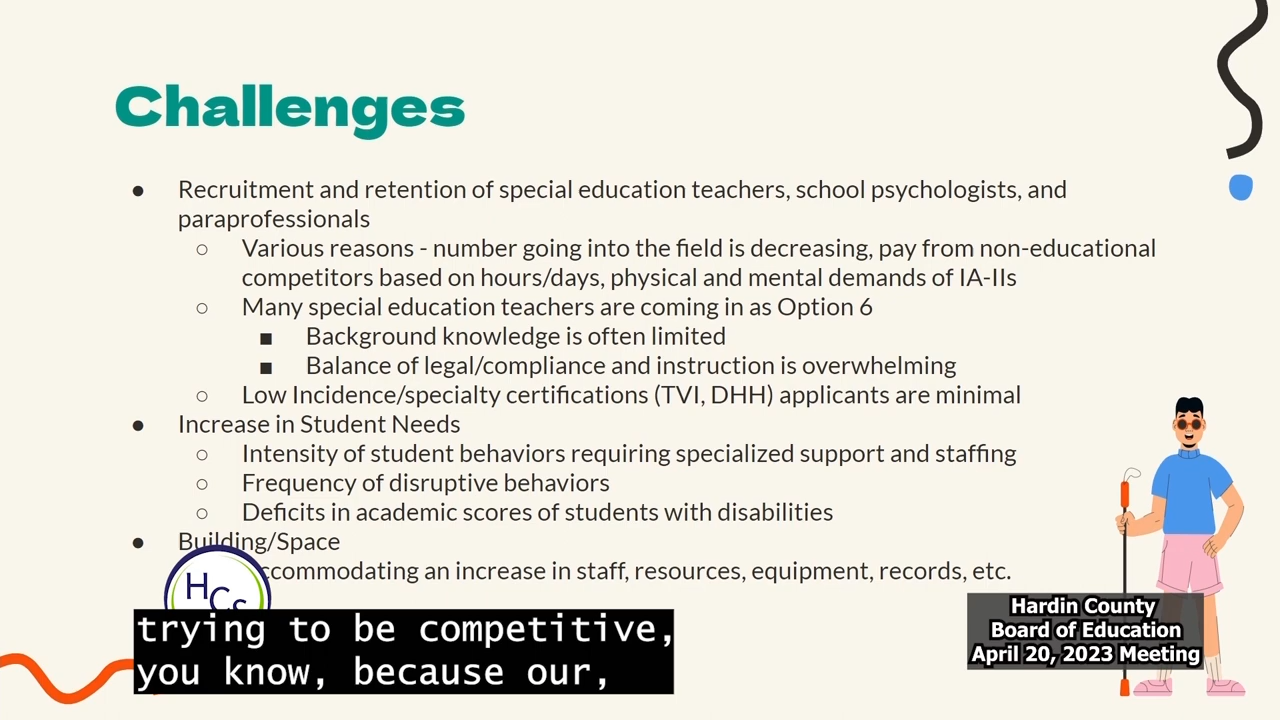 Challenges
● Recruitment and retention of special education teachers, school psychologists, and
paraprofessionals
○ Various reasons - number going into the field is decreasing, pay from non-educational
competitors based on hours/days, physical and mental demands of IA-IIs
○ Many special education teachers are coming in as Option 6
■ Background knowledge is often limited
■ Balance of legal/compliance and instruction is overwhelming
○ Low Incidence/specialty certifications (TVI, DHH) applicants are minimal
● Increase in Student Needs
○ Intensity of student behaviors requiring specialized support and staffing
○ Frequency of disruptive behaviors
○ Deficits in academic scores of students with disabilities
● Building/Space
ccommodating an increase in staff, resources, equipment, records, etc.
HCS
trying to be competitive,
you know, because our,
Hardin County
Board of Education
April 20, 2023 Meeting